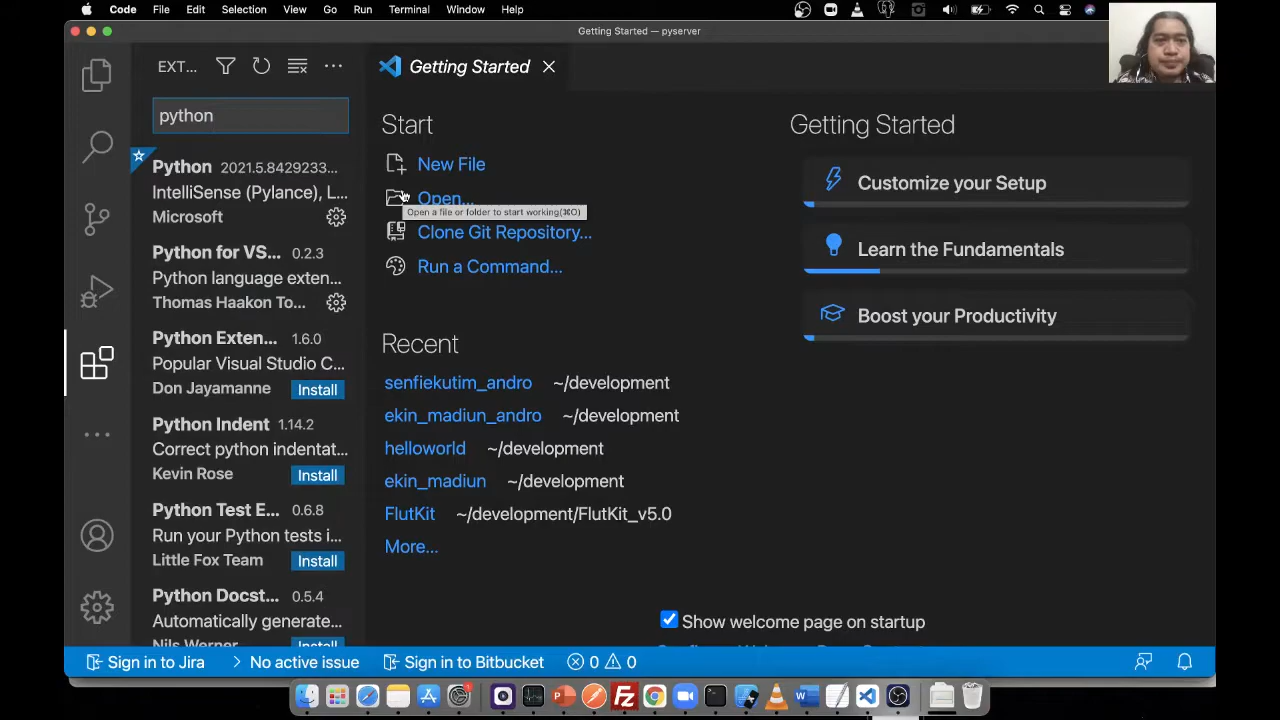 Code File Edit Selection View Go Run Terminal Window Help
Getting Started — pyserver
EXT...
Getting Started
python
Python 2021.5.8429233...
IntelliSense (Pylance), L...
Microsoft
Python for VS... 0.2.3
Python language exten...
Thomas Haakon To...
Python Exten... 1.6.0
Popular Visual Studio C...
Don Jayamanne Install
Python Indent 1.14.2
Correct python indentat...
Kevin Rose Install
Python Test E... 0.6.8
Run your Python tests i...
Little Fox Team Install
Python Docst... 0.5.4
Automatically generate...
Nils Werner Install
Start
New File
Open...
Open a file or folder to start working(⌘O)
Clone Git Repository...
Run a Command...
Recent
senfiekutim_andro ~/development
ekin_madiun_andro ~/development
helloworld ~/development
ekin_madiun ~/development
FlutKit ~/development/FlutKit_v5.0
More...
Getting Started
Customize your Setup
Learn the Fundamentals
Boost your Productivity
Show welcome page on startup
Sign in to Jira No active issue Sign in to Bitbucket 0 0